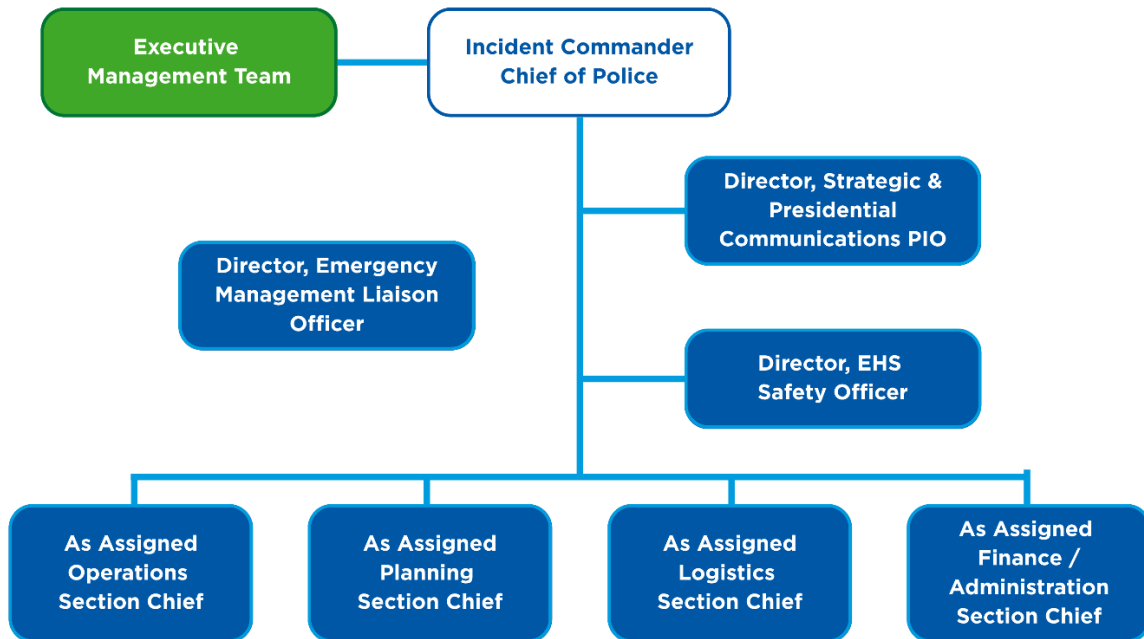 Executive
Management Team
Incident Commander
Chief of Police
Director, Strategic &
Presidential
Communications PIO
Director, Emergency
Management Liaison
Officer
Director, EHS
Safety Officer
As Assigned
Operations
Section Chief
As Assigned
Planning
Section Chief
As Assigned
Logistics
Section Chief
As Assigned
Finance /
Administration
Section Chief